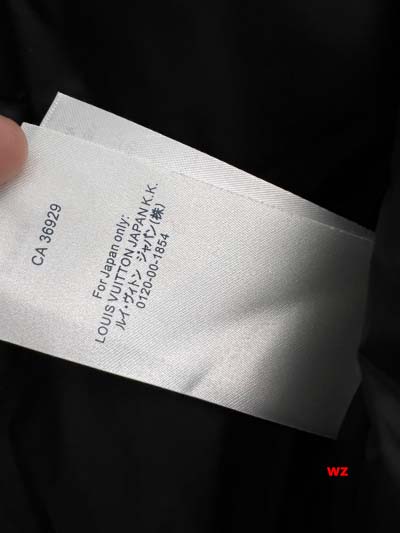 CA 36929
For Japan only:
LOUIS VUITTON JAPAN K.K.
ルイ・ヴィトン ジャパン(株)
0120-00-1854
wz